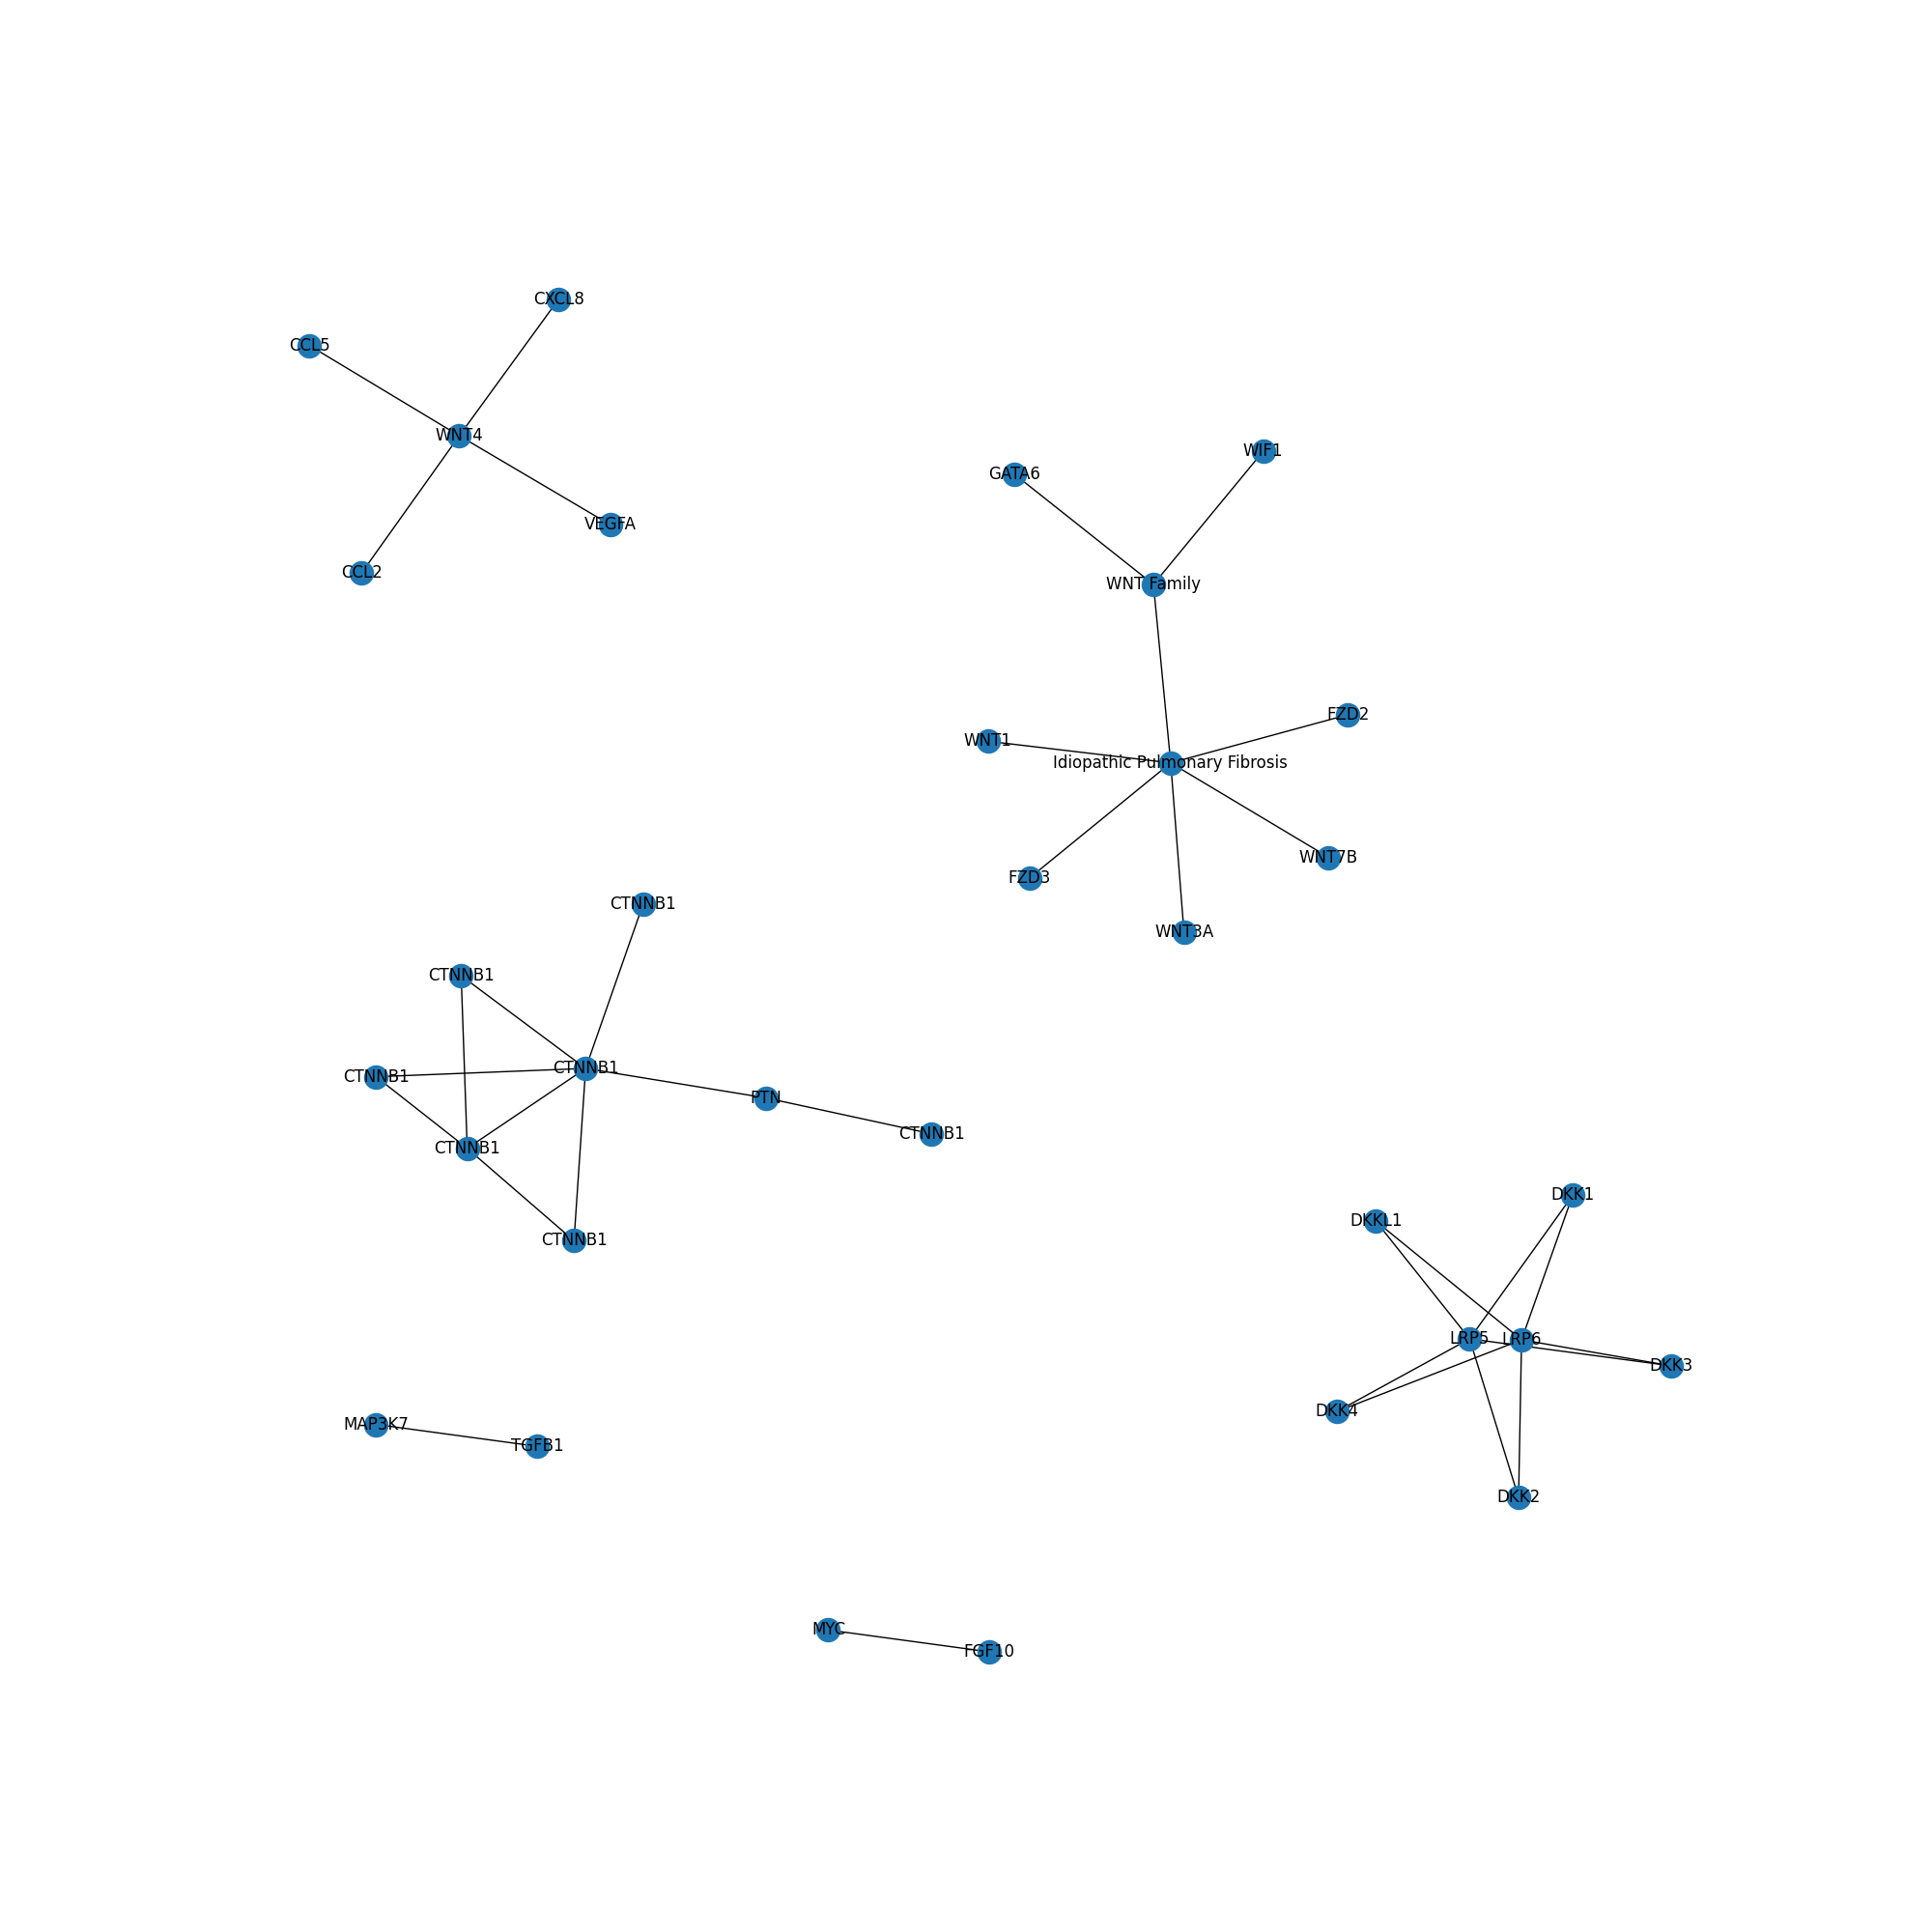 CXCL8
CCL5
WNT4
WIF1
GATA6
VEGFA
CCL2
WNT Family
FZD2
WNT1
Idiopathic Pulmonary Fibrosis
WNT7B
FZD3
CTNNB1
WNT3A
CTNNB1
CTNNB1
CTNNB1
PTN
CTNNB1
CTNNB1
DKK1
DKKL1
CTNNB1
LRP5
LRP6
DKK3
DKK4
MAP3K7
TGFB1
DKK2
MYC
FGF10